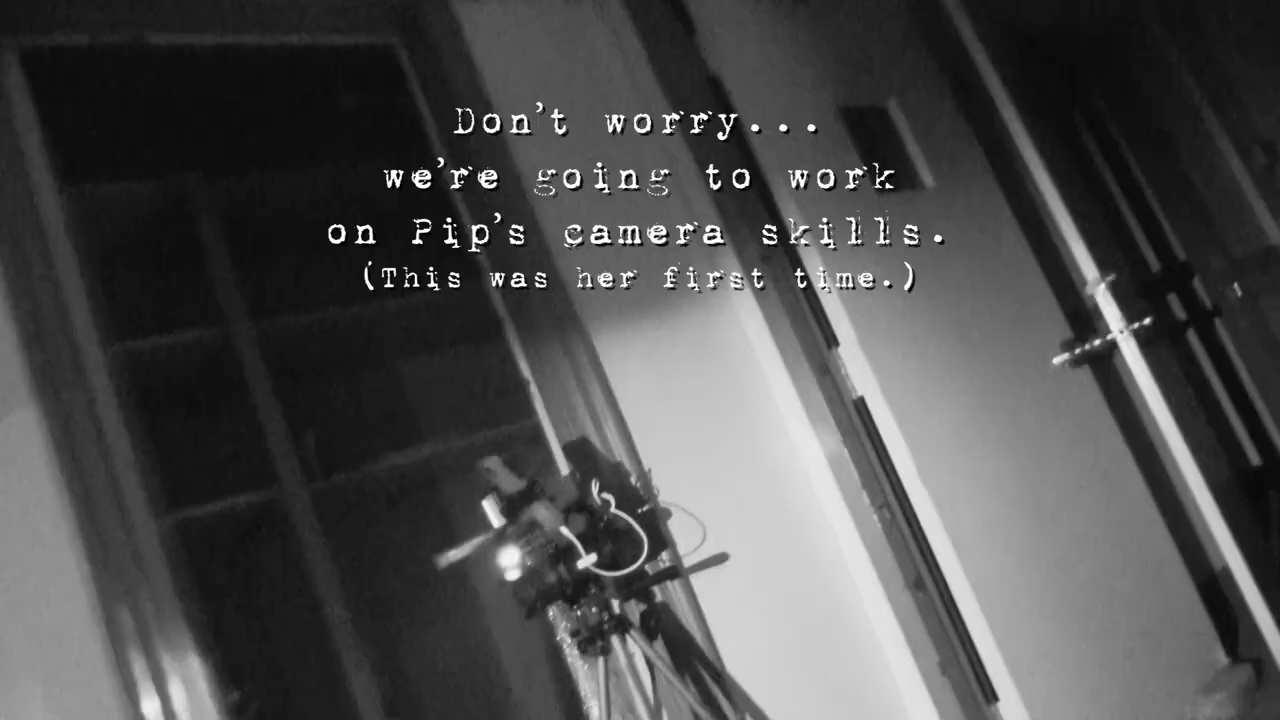 Don't worry...
we're going to work
on Pip's camera skills.
(This was her first time.)